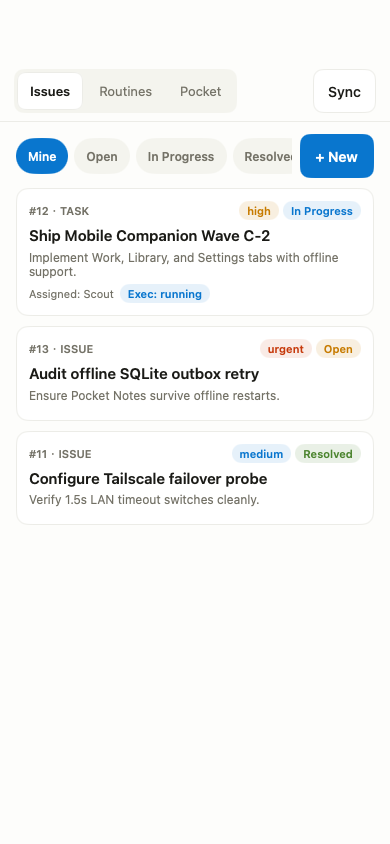 Issues Routines Pocket Sync
Mine Open In Progress Resolved + New
#12 · TASK high In Progress
Ship Mobile Companion Wave C-2
Implement Work, Library, and Settings tabs with offline
support.
Assigned: Scout Exec: running
#13 · ISSUE urgent Open
Audit offline SQLite outbox retry
Ensure Pocket Notes survive offline restarts.
#11 · ISSUE medium Resolved
Configure Tailscale failover probe
Verify 1.5s LAN timeout switches cleanly.